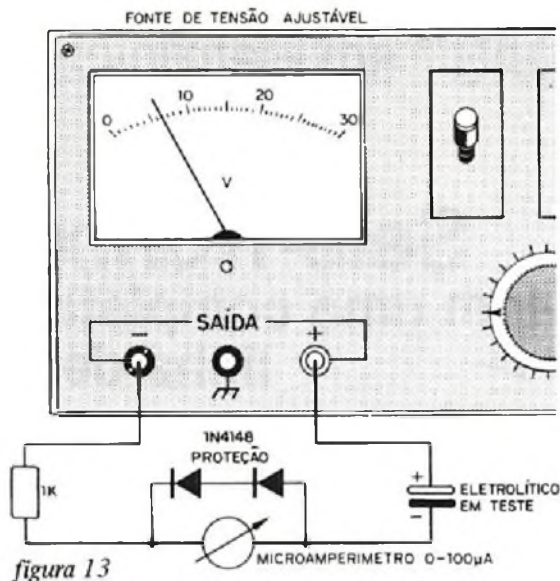 FONTE DE TENSÃO AJUSTÁVEL
0 10 20 30
V
SAÍDA
- +
1N4148
PROTEÇÃO
1K
+
ELETROLÍTICO
EM TESTE
-
MICROAMPERIMETRO 0-100µA
figura 13